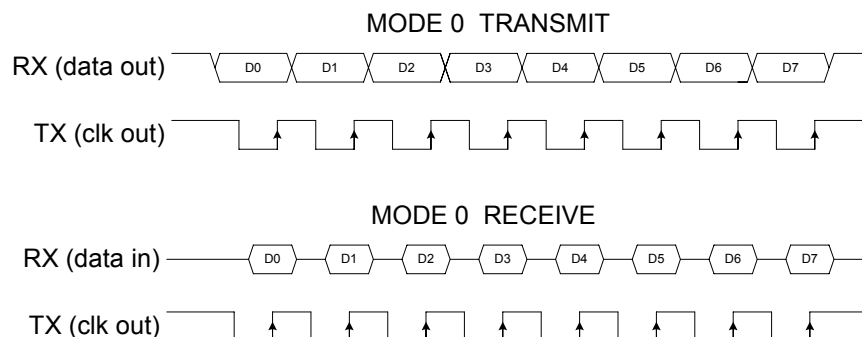 MODE 0 TRANSMIT
RX (data out) D0 D1 D2 D3 D4 D5 D6 D7
TX (clk out)
MODE 0 RECEIVE
RX (data in) D0 D1 D2 D3 D4 D5 D6 D7
TX (clk out)